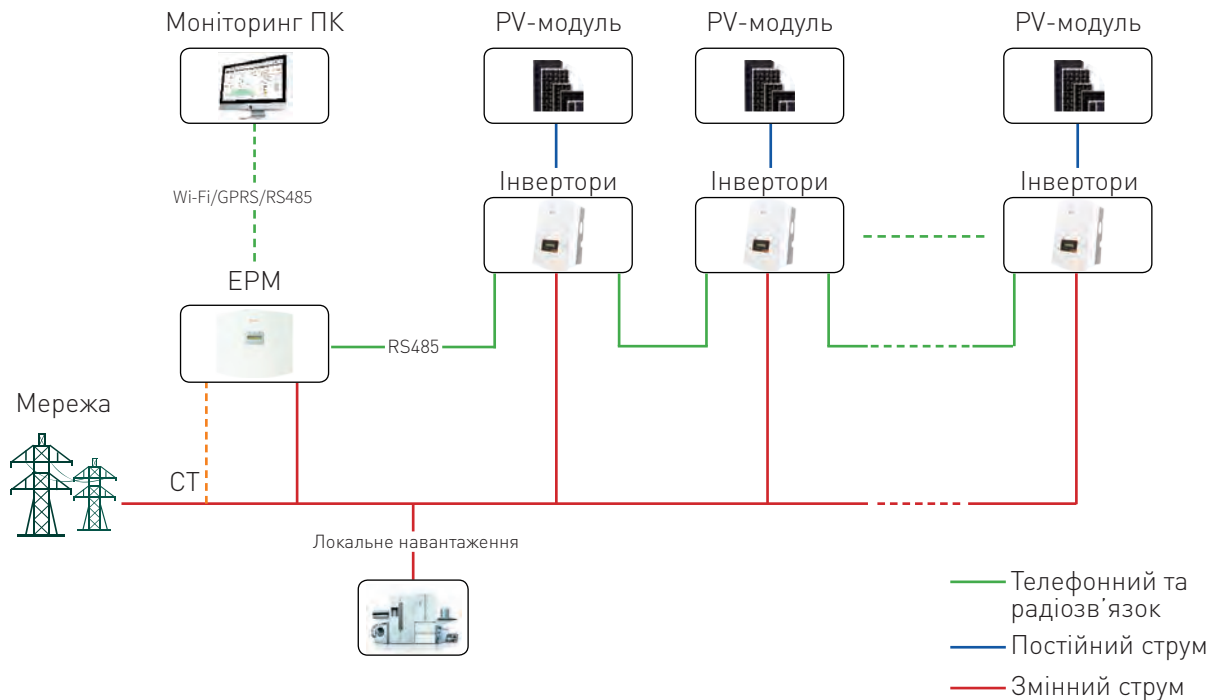 Моніторинг ПК
PV-модуль
PV-модуль
PV-модуль
Wi-Fi/GPRS/RS485
Інвертори
Інвертори
Інвертори
EPM
RS485
Мережа
CT
Локальне навантаження
Телефонний та
радіозв'язок
Постійний струм
Змінний струм